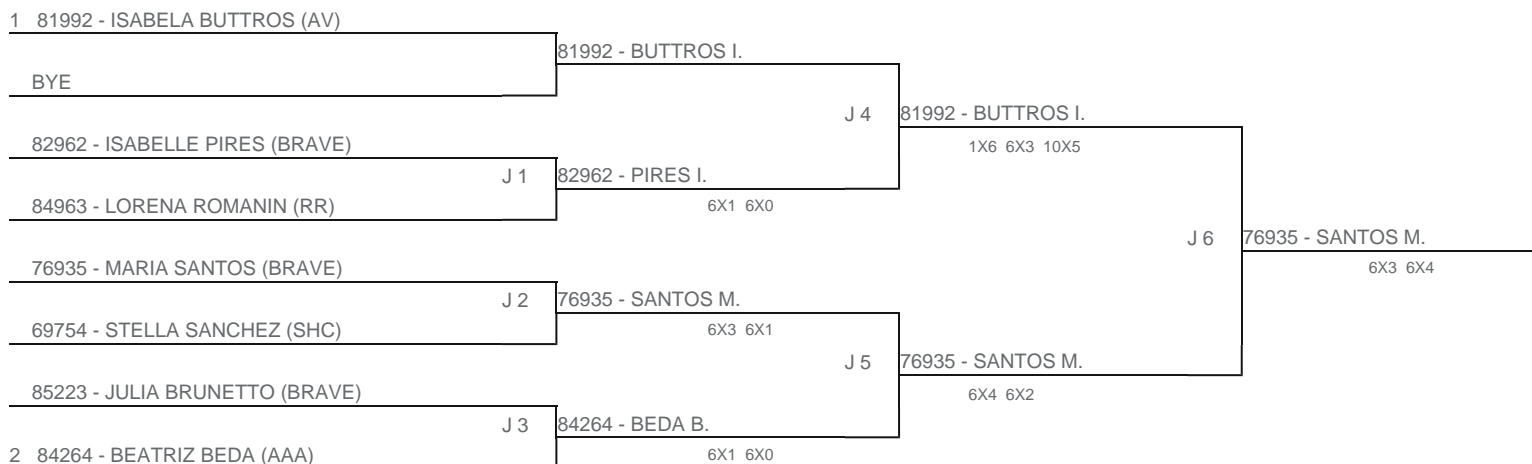 1 81992 - ISABELA BUTTROS (AV)
81992 - BUTTROS I.
BYE
J 4
81992 - BUTTROS I.
1X6 6X3 10X5
82962 - ISABELLE PIRES (BRAVE)
J 1
82962 - PIRES I.
6X1 6X0
84963 - LORENA ROMANIN (RR)
J 6
76935 - SANTOS M.
6X3 6X4
76935 - MARIA SANTOS (BRAVE)
J 2
76935 - SANTOS M.
6X3 6X1
69754 - STELLA SANCHEZ (SHC)
J 5
76935 - SANTOS M.
6X4 6X2
85223 - JULIA BRUNETTO (BRAVE)
J 3
84264 - BEDA B.
6X1 6X0
2 84264 - BEATRIZ BEDA (AAA)